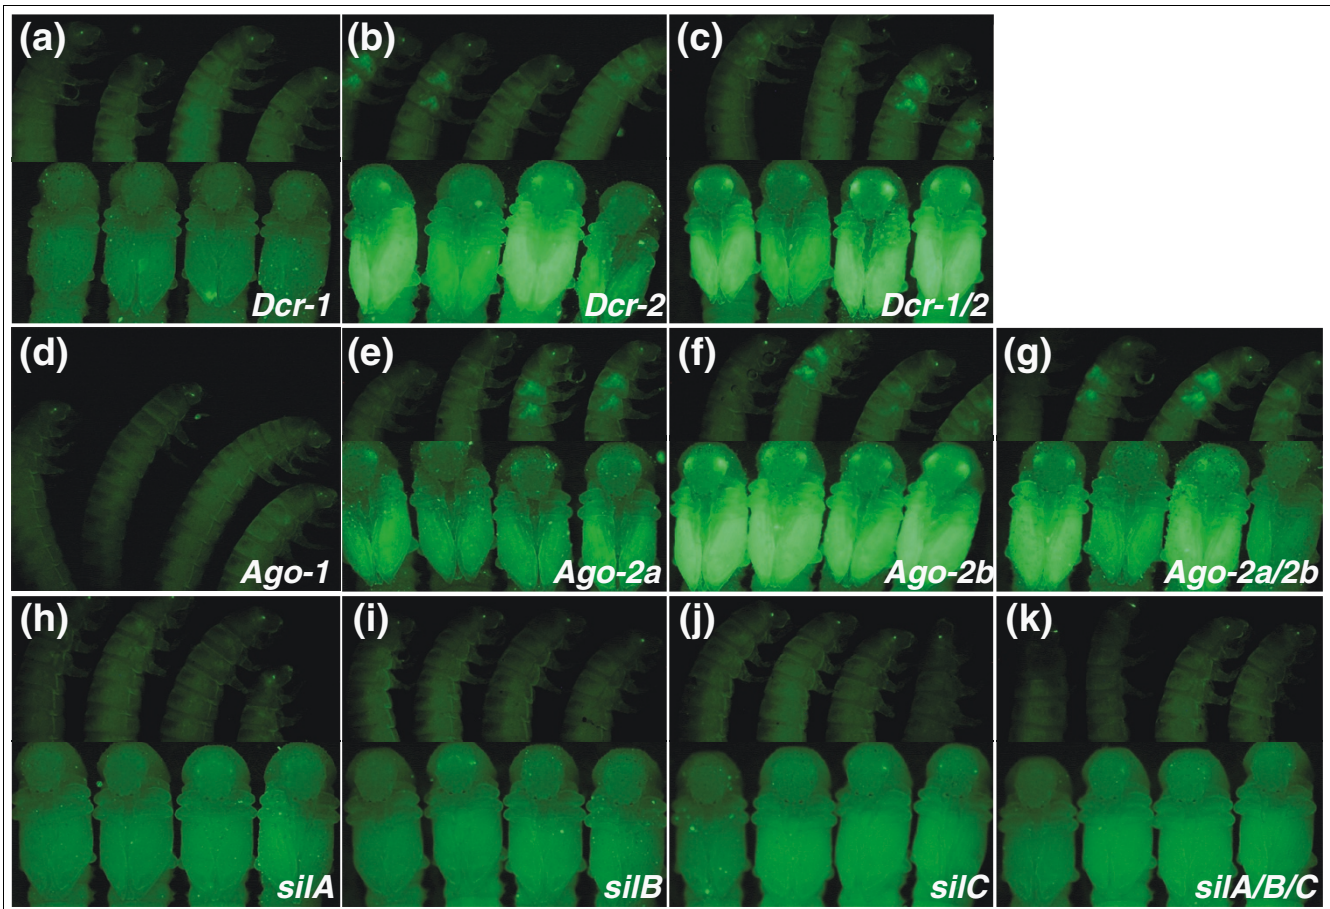 (a)
(b)
(c)
Dcr-1
Dcr-2
Dcr-1/2
(d)
(e)
(f)
(g)
Ago-1
Ago-2a
Ago-2b
Ago-2a/2b
(h)
(i)
(j)
(k)
silA
silB
silC
silA/B/C